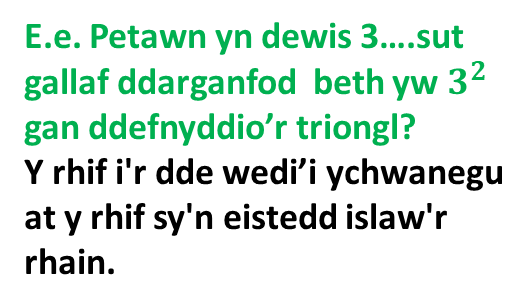 E.e. Petawn yn dewis 3....sut
gallaf ddarganfod beth yw 3²
gan ddefnyddio’r triongl?
Y rhif i'r dde wedi’i ychwanegu
at y rhif sy'n eistedd islaw'r
rhain.